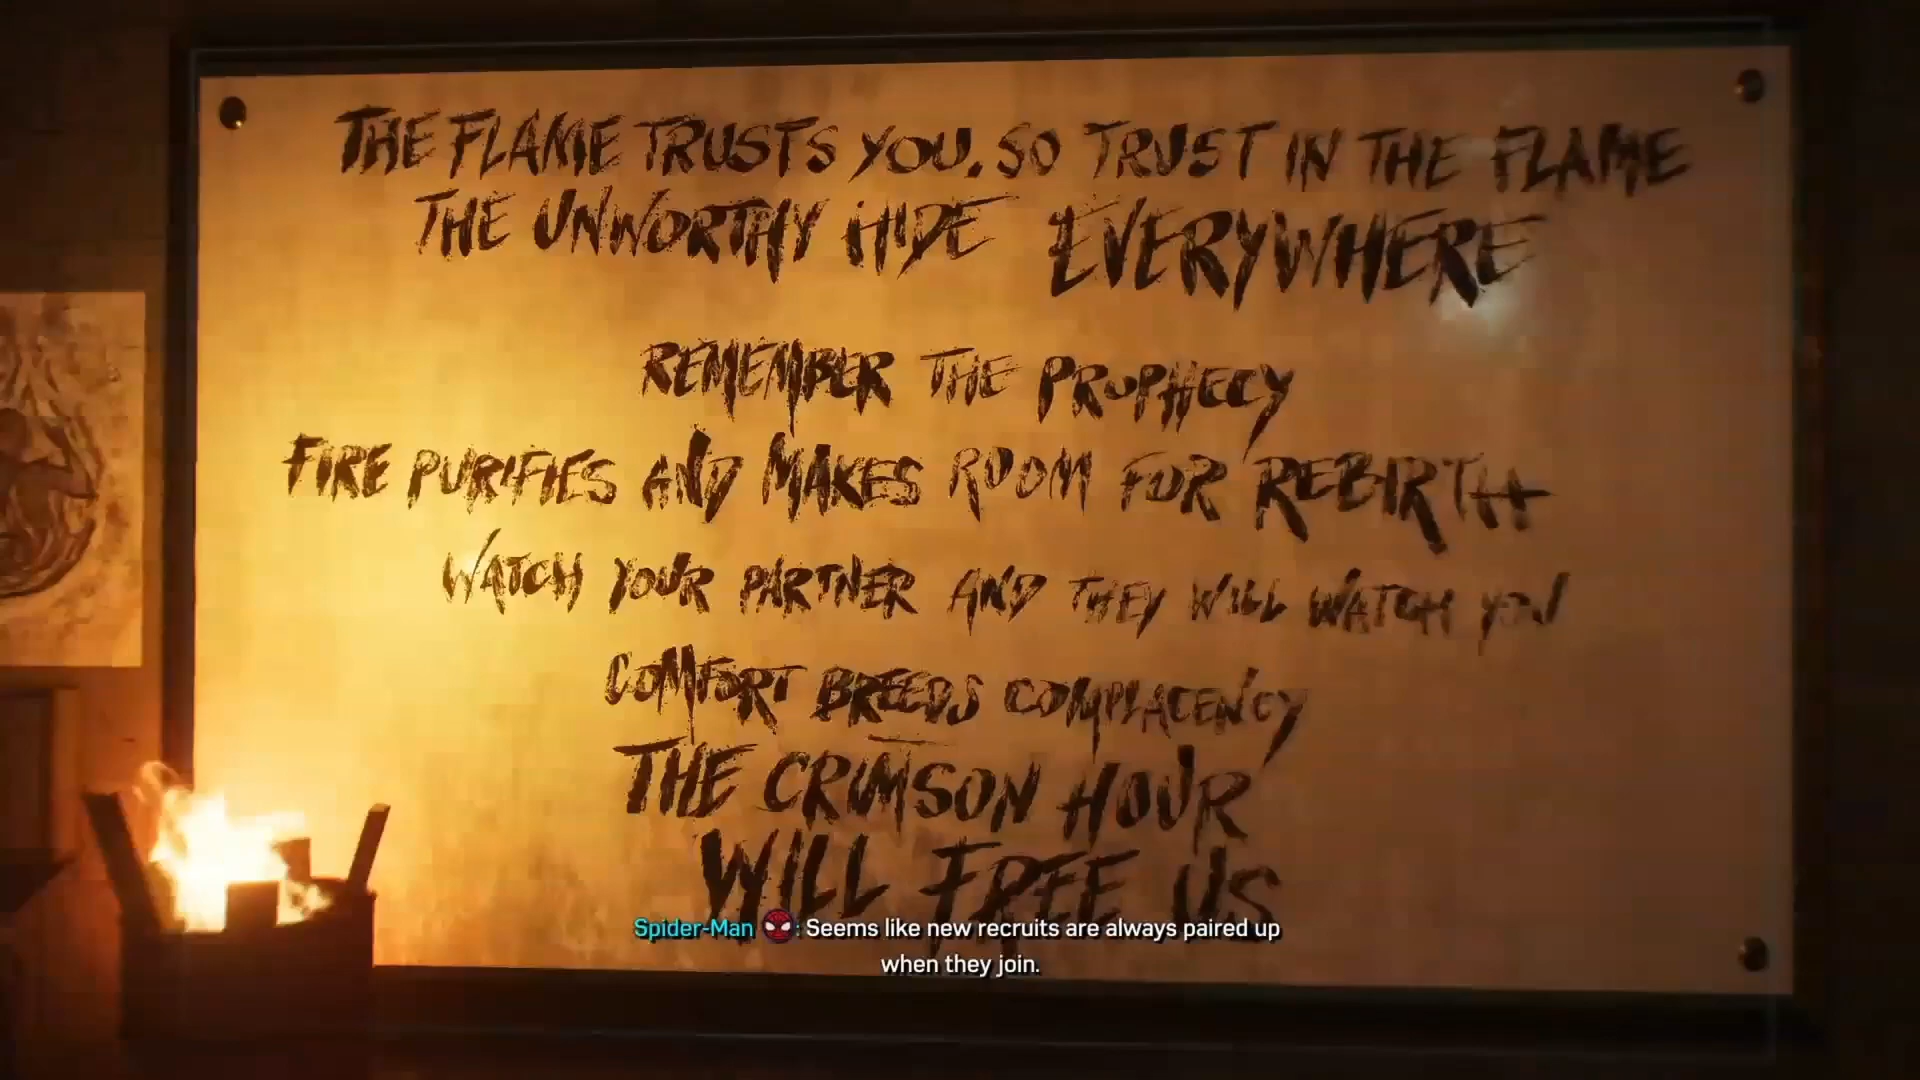 THE FLAME TRUSTS YOU. SO TRUST IN THE FLAME
THE UNWORTHY HIDE EVERYWHERE
REMEMBER THE PROPHECY
FIRE PURIFIES AND MAKES ROOM FOR REBIRTH
WATCH YOUR PARTNER AND THEY WILL WATCH YOU
COMFORT BREEDS COMPLACENCY
THE CRIMSON HOUR
WILL FREE US
Spider-Man : Seems like new recruits are always paired up
when they join.